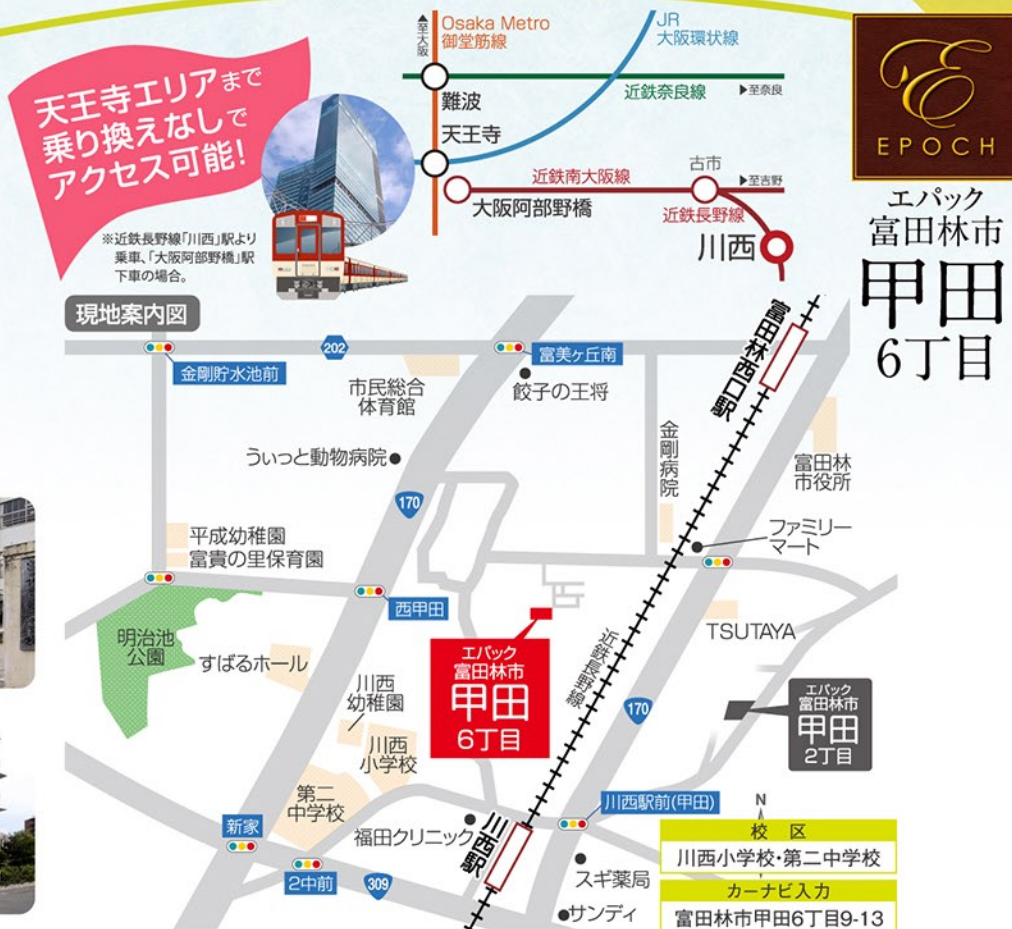 天王寺エリアまで
乗り換えなしで
アクセス可能!
※近鉄長野線「川西」駅より
乗車、「大阪阿部野橋」駅
下車の場合。
▲至大阪
Osaka Metro
御堂筋線
JR
大阪環状線
難波
近鉄奈良線
▶至奈良
天王寺
近鉄南大阪線
古市
▶至吉野
大阪阿部野橋
近鉄長野線
川西
E
EPOCH
エパック
富田林市
甲田
6丁目
現地案内図
202
金剛貯水池前
富美ヶ丘南
市民総合
体育館
餃子の王将
富田林西口駅
ういっと動物病院
170
金剛病院
富田林
市役所
平成幼稚園
富貴の里保育園
ファミリー
マート
西甲田
明治池
公園
すばるホール
エパック
富田林市
甲田
6丁目
近鉄長野線
TSUTAYA
170
エパック
富田林市
甲田
2丁目
川西
幼稚園
川西
小学校
第二
中学校
新家
2中前
309
福田クリニック
川西駅
川西駅前(甲田)
スギ薬局
サンディ
N
校 区
川西小学校・第二中学校
カーナビ入力
富田林市甲田6丁目9-13